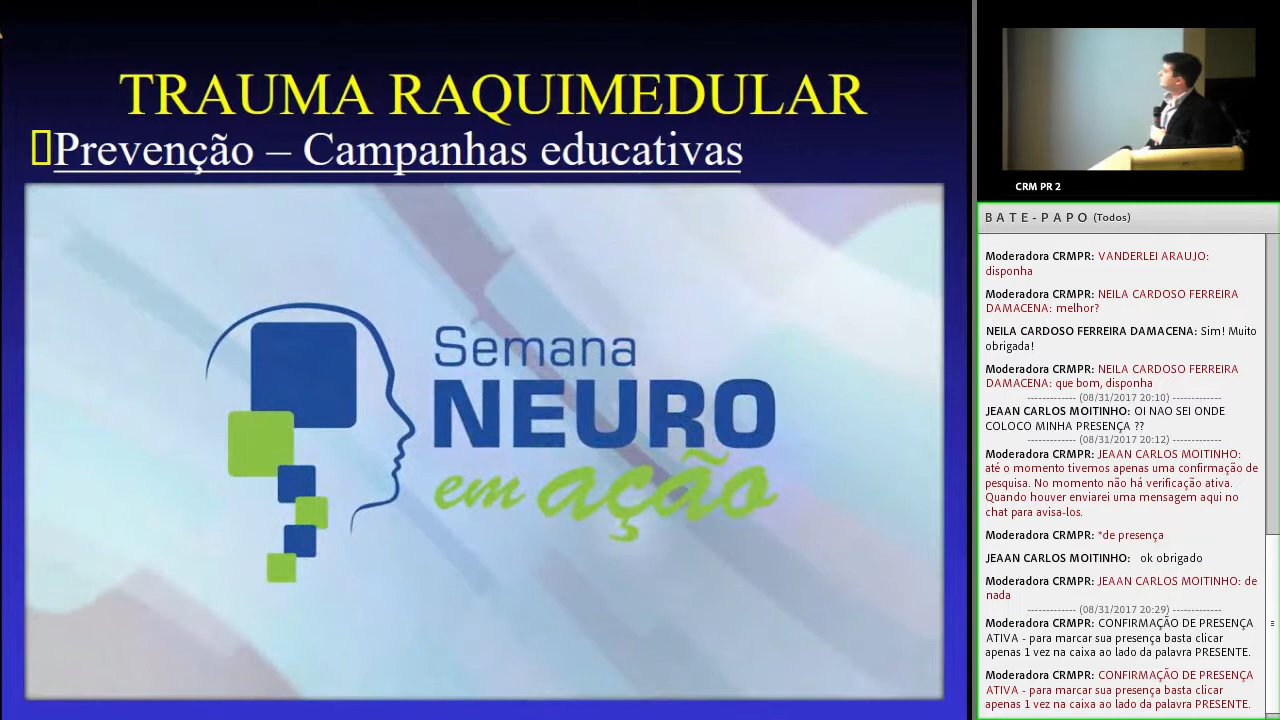 TRAUMA RAQUIMEDULAR
Prevenção – Campanhas educativas
Semana
NEURO
em ação
CRM PR 2
BATE-PAPO (Todos)
Moderadora CRMPR: VANDERLEI ARAUJO:
disponha
Moderadora CRMPR: NEILA CARDOSO FERREIRA
DAMACENA: melhor?
NEILA CARDOSO FERREIRA DAMACENA: Sim! Muito
obrigada!
Moderadora CRMPR: NEILA CARDOSO FERREIRA
DAMACENA: que bom, disponha
------------- (08/31/2017 20:10) -------------
JEAAN CARLOS MOITINHO: OI NAO SEI ONDE
COLOCO MINHA PRESENÇA ??
------------- (08/31/2017 20:12) -------------
Moderadora CRMPR: JEAAN CARLOS MOITINHO:
até o momento tivemos apenas uma confirmação de
pesquisa. No momento não há verificação ativa.
Quando houver enviarei uma mensagem aqui no
chat para avisa-los.
Moderadora CRMPR: *de presença
JEAAN CARLOS MOITINHO: ok obrigado
Moderadora CRMPR: JEAAN CARLOS MOITINHO: de
nada
------------- (08/31/2017 20:29) -------------
Moderadora CRMPR: CONFIRMAÇÃO DE PRESENÇA
ATIVA - para marcar sua presença basta clicar
apenas 1 vez na caixa ao lado da palavra PRESENTE.
Moderadora CRMPR: CONFIRMAÇÃO DE PRESENÇA
ATIVA - para marcar sua presença basta clicar
apenas 1 vez na caixa ao lado da palavra PRESENTE.